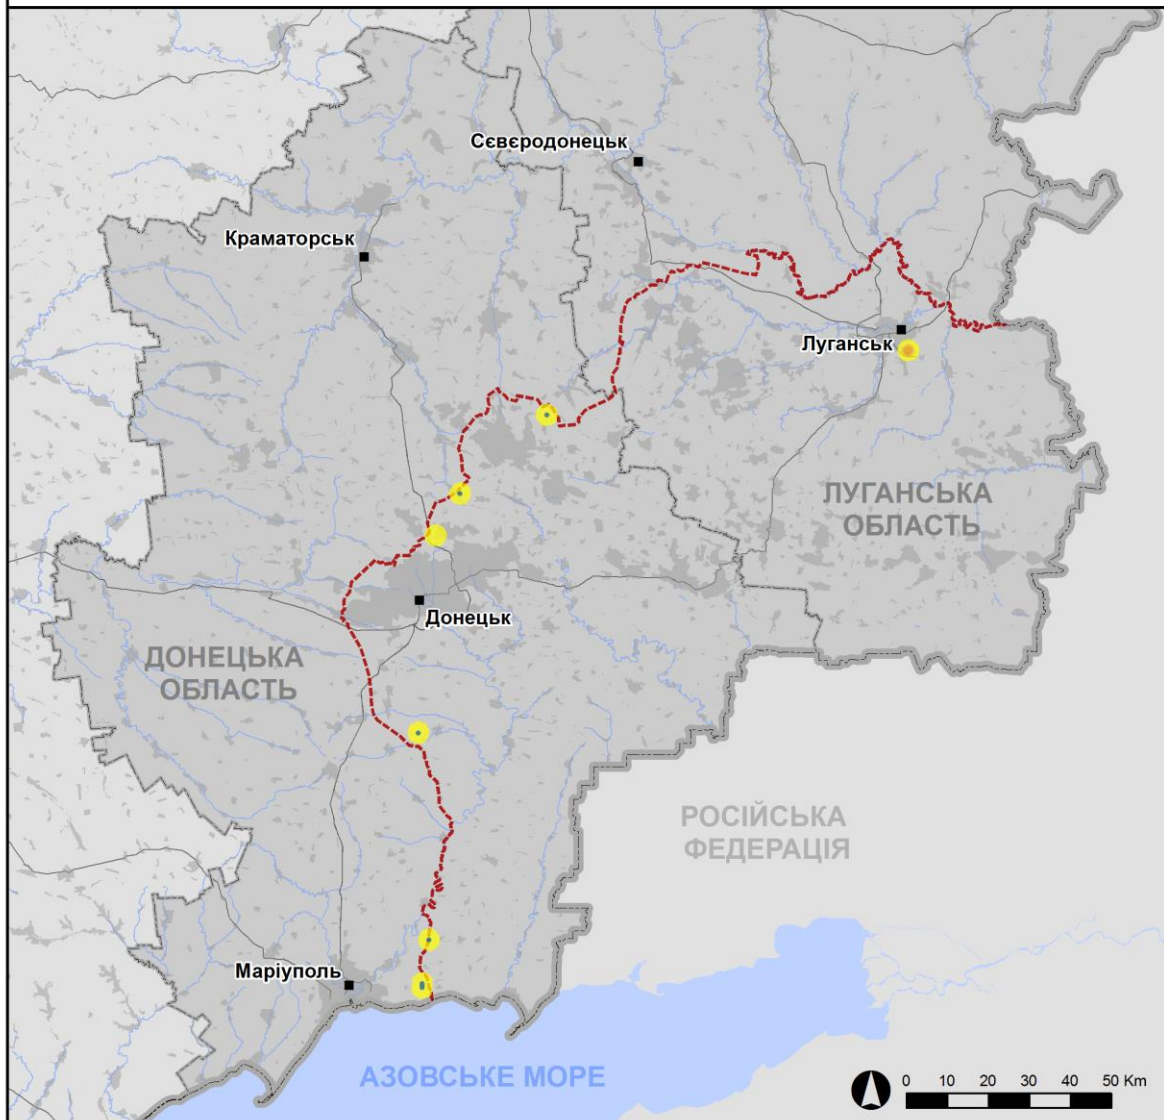 Сєвєродонецьк
Краматорськ
Луганськ
ЛУГАНСЬКА
ОБЛАСТЬ
Донецьк
ДОНЕЦЬКА
ОБЛАСТЬ
РОСІЙСЬКА
ФЕДЕРАЦІЯ
Маріуполь
АЗОВСЬКЕ МОРЕ
0 10 20 30 40 50 Km